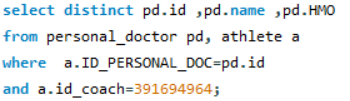 select distinct pd.id ,pd.name ,pd.HMO
from personal_doctor pd, athlete a
where  a.ID_PERSONAL_DOC=pd.id
and a.id_coach=391694964;